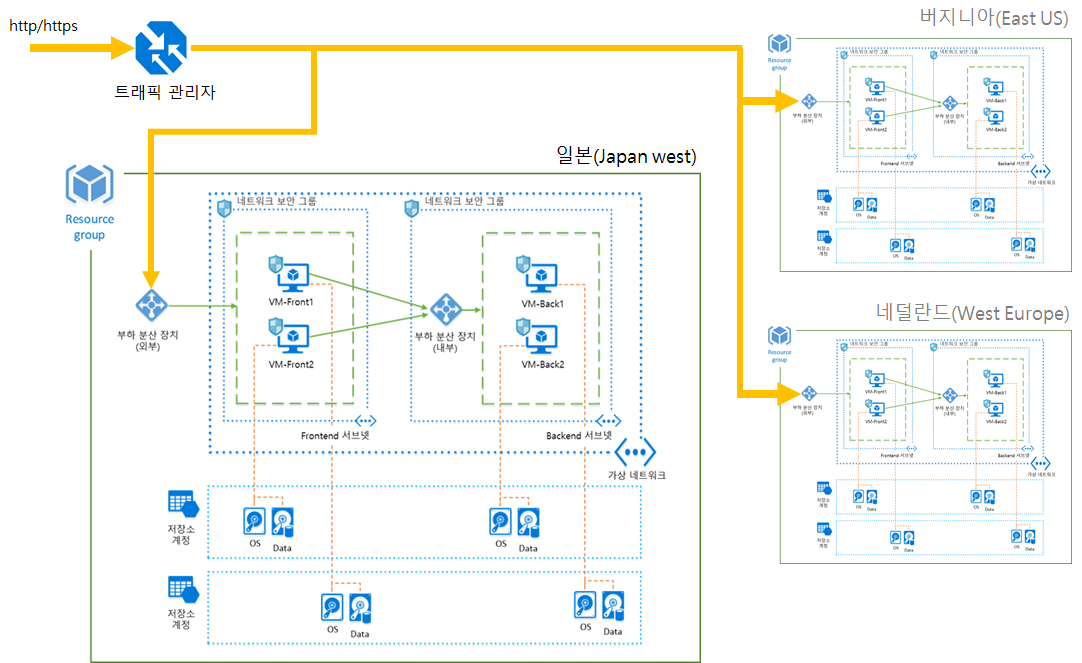 http/https
트래픽 관리자
일본(Japan west)
Resource
group
네트워크 보안 그룹
네트워크 보안 그룹
VM-Front1
VM-Front2
부하 분산 장치
(외부)
부하 분산 장치
(내부)
VM-Back1
VM-Back2
Frontend 서브넷
Backend 서브넷
가상 네트워크
저장소
계정
OS
Data
OS
Data
저장소
계정
OS
Data
OS
Data
버지니아(East US)
Resource
group
네트워크 보안 그룹
네트워크 보안 그룹
VM-Front1
VM-Front2
부하 분산 장치
(외부)
부하 분산 장치
(내부)
VM-Back1
VM-Back2
Frontend 서브넷
Backend 서브넷
가상 네트워크
저장소
계정
OS
Data
OS
Data
저장소
계정
OS
Data
OS
Data
네덜란드(West Europe)
Resource
group
네트워크 보안 그룹
네트워크 보안 그룹
VM-Front1
VM-Front2
부하 분산 장치
(외부)
부하 분산 장치
(내부)
VM-Back1
VM-Back2
Frontend 서브넷
Backend 서브넷
가상 네트워크
저장소
계정
OS
Data
OS
Data
저장소
계정
OS
Data
OS
Data